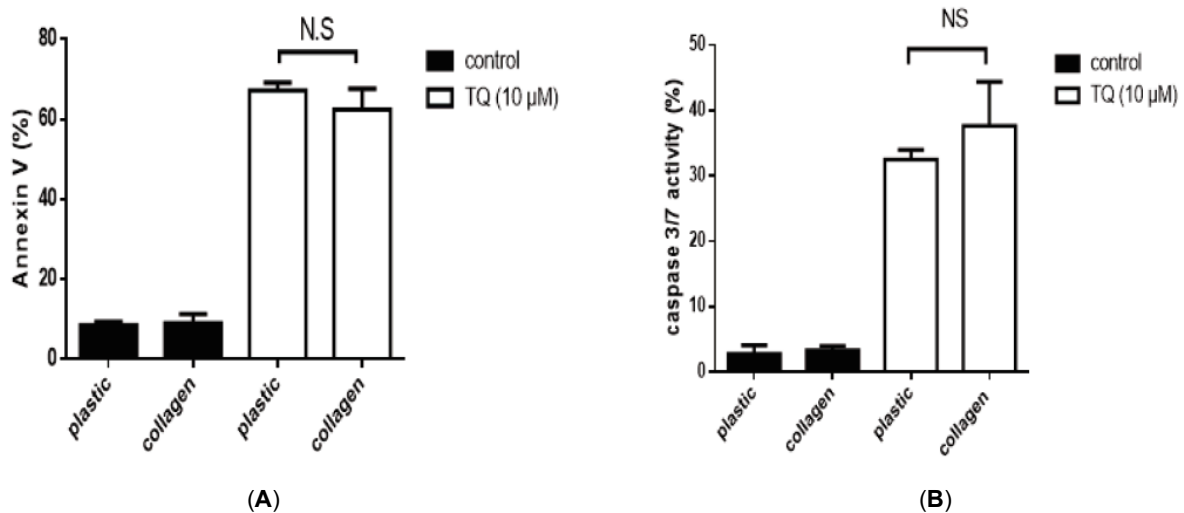 N.S
80
60
40
20
0
Annexin V (%)
control
TQ (10 µM)
plastic
collagen
plastic
collagen
(A)
NS
50
40
30
20
10
0
caspase 3/7 activity (%)
control
TQ (10 µM)
plastic
collagen
plastic
collagen
(B)